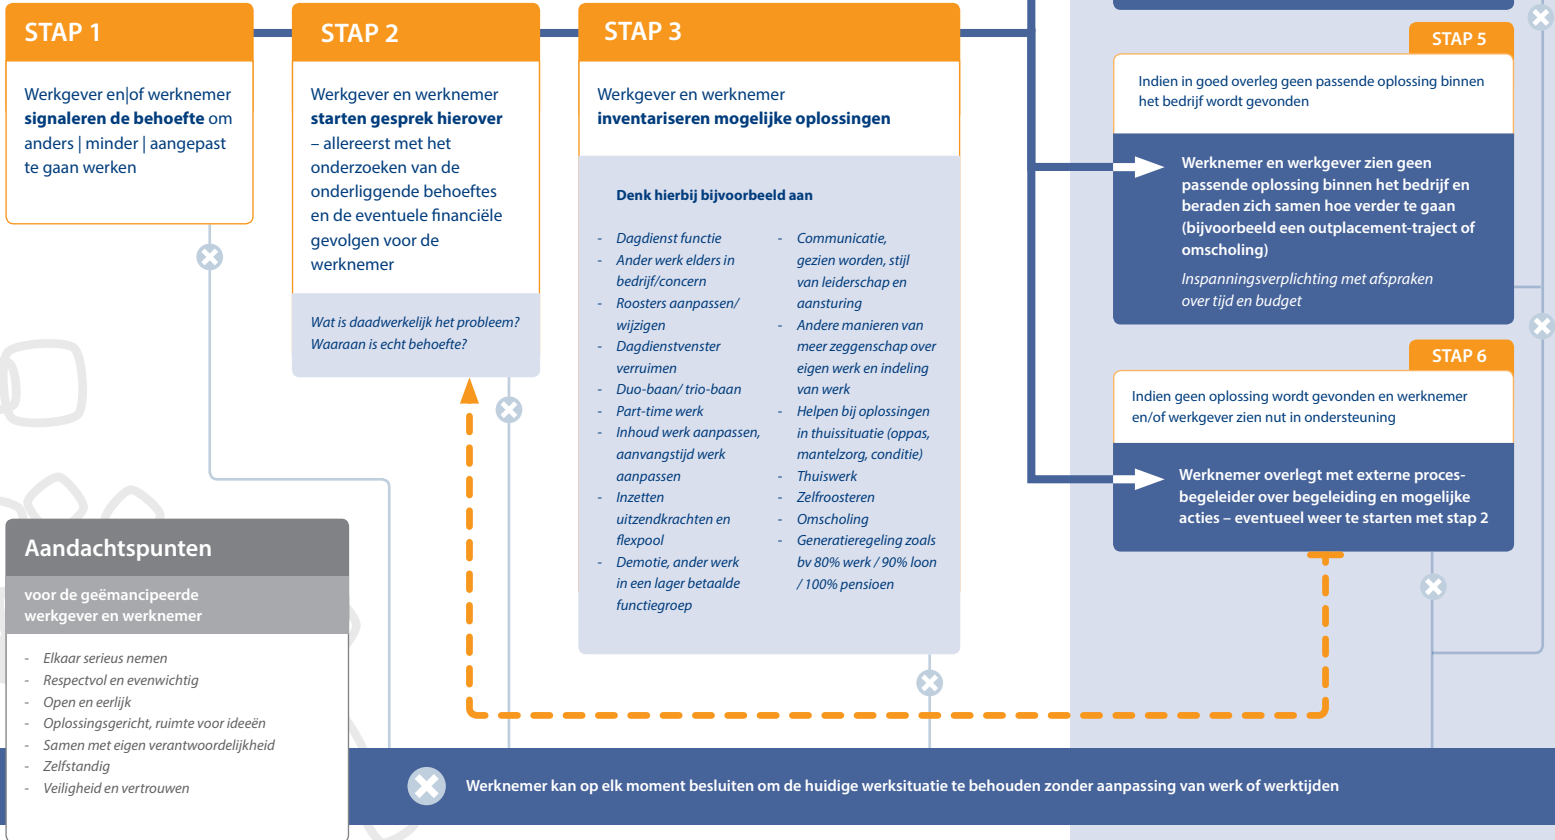 STAP 1
Werkgever en|of werknemer
signaleren de behoefte om
anders | minder | aangepast
te gaan werken
STAP 2
Werkgever en werknemer
starten gesprek hierover
– allereerst met het
onderzoeken van de
onderliggende behoeftes
en de eventuele financiële
gevolgen voor de
werknemer
Wat is daadwerkelijk het probleem?
Waaraan is echt behoefte?
STAP 3
Werkgever en werknemer
inventariseren mogelijke oplossingen
Denk hierbij bijvoorbeeld aan
- Dagdienst functie
- Ander werk elders in
bedrijf/concern
- Roosters aanpassen/
wijzigen
- Dagdienstvenster
verruimen
- Duo-baan/ trio-baan
- Part-time werk
- Inhoud werk aanpassen,
aanvangstijd werk
aanpassen
- Inzetten
uitzendkrachten en
flexpool
- Demotie, ander werk
in een lager betaalde
functiegroep
- Communicatie,
gezien worden, stijl
van leiderschap en
aansturing
- Andere manieren van
meer zeggenschap over
eigen werk en indeling
van werk
- Helpen bij oplossingen
in thuissituatie (oppas,
mantelzorg, conditie)
- Thuiswerk
- Zelfroosteren
- Omscholing
- Generatieregeling zoals
bv 80% werk / 90% loon
/ 100% pensioen
STAP 5
Indien in goed overleg geen passende oplossing binnen
het bedrijf wordt gevonden
Werknemer en werkgever zien geen
passende oplossing binnen het bedrijf en
beraden zich samen hoe verder te gaan
(bijvoorbeeld een outplacement-traject of
omscholing)
Inspanningsverplichting met afspraken
over tijd en budget
STAP 6
Indien geen oplossing wordt gevonden en werknemer
en/of werkgever zien nut in ondersteuning
Werknemer overlegt met externe proces-
begeleider over begeleiding en mogelijke
acties – eventueel weer te starten met stap 2
Aandachtspunten
voor de geëmancipeerde
werkgever en werknemer
- Elkaar serieus nemen
- Respectvol en evenwichtig
- Open en eerlijk
- Oplossingsgericht, ruimte voor ideeën
- Samen met eigen verantwoordelijkheid
- Zelfstandig
- Veiligheid en vertrouwen
Werknemer kan op elk moment besluiten om de huidige werksituatie te behouden zonder aanpassing van werk of werktijden